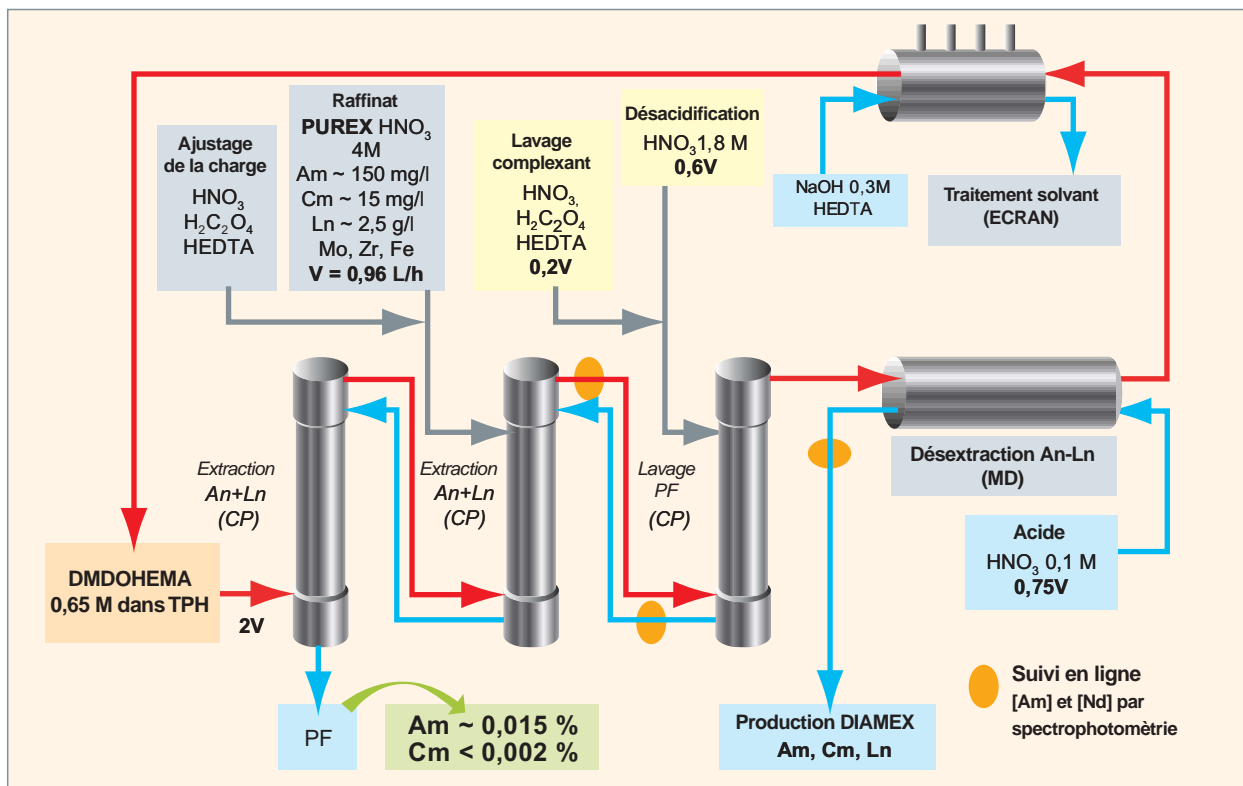 Ajustage
de la charge
HNO3
H2C2O4
HEDTA
Raffinat
PUREX HNO3
4M
Am ~ 150 mg/l
Cm ~ 15 mg/l
Ln ~ 2,5 g/l
Mo, Zr, Fe
V = 0,96 L/h
Lavage
complexant
HNO3,
H2C2O4
HEDTA
0,2V
Désacidification
HNO3 1,8 M
0,6V
NaOH 0,3M
HEDTA
Traitement solvant
(ECRAN)
Extraction
An+Ln
(CP)
Extraction
An+Ln
(CP)
Lavage
PF
(CP)
Désextraction An-Ln
(MD)
Acide
HNO3 0,1 M
0,75V
DMDOHEMA
0,65 M dans TPH
2V
PF
Am ~ 0,015 %
Cm < 0,002 %
Production DIAMEX
Am, Cm, Ln
Suivi en ligne
[Am] et [Nd] par
spectrophotomètrie